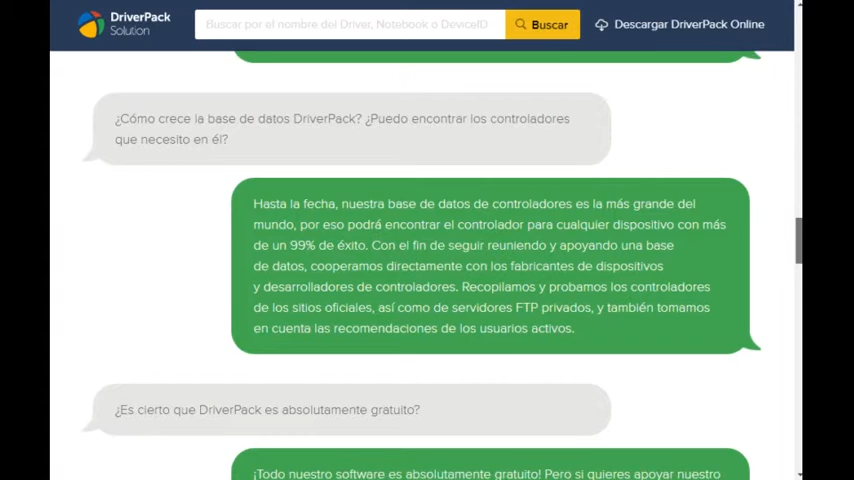 DriverPack
Solution
Buscar por el nombre del Driver, Notebook o DeviceID
Buscar
Descargar DriverPack Online
¿Cómo crece la base de datos DriverPack? ¿Puedo encontrar los controladores
que necesito en él?
Hasta la fecha, nuestra base de datos de controladores es la más grande del
mundo, por eso podrá encontrar el controlador para cualquier dispositivo con más
de un 99% de éxito. Con el fin de seguir reuniendo y apoyando una base
de datos, cooperamos directamente con los fabricantes de dispositivos
y desarrolladores de controladores. Recopilamos y probamos los controladores
de los sitios oficiales, así como de servidores FTP privados, y también tomamos
en cuenta las recomendaciones de los usuarios activos.
¿Es cierto que DriverPack es absolutamente gratuito?
¡Todo nuestro software es absolutamente gratuito! Pero si quieres apoyar nuestro